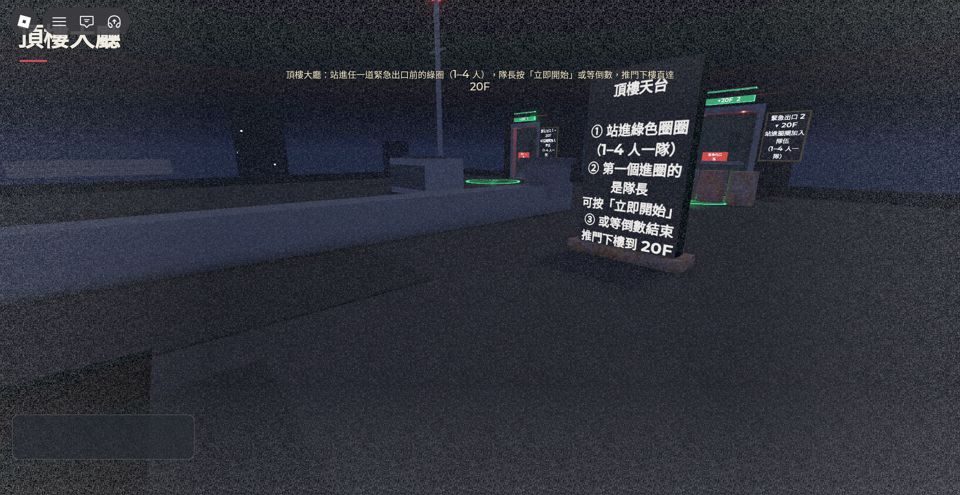 頂樓大廳
頂樓大廳：站進任一道緊急出口前的綠圈（1–4 人），隊長按「立即開始」或等倒數，推門下樓直達
20F
頂樓天台
① 站進綠色圈圈
（1–4 人一隊）
② 第一個進圈的
是隊長
可按「立即開始」
③ 或等倒數結束
推門下樓到 20F
緊急出口 2
▼ 20F
站進圈圈加入
隊伍
（1–4 人一
隊）